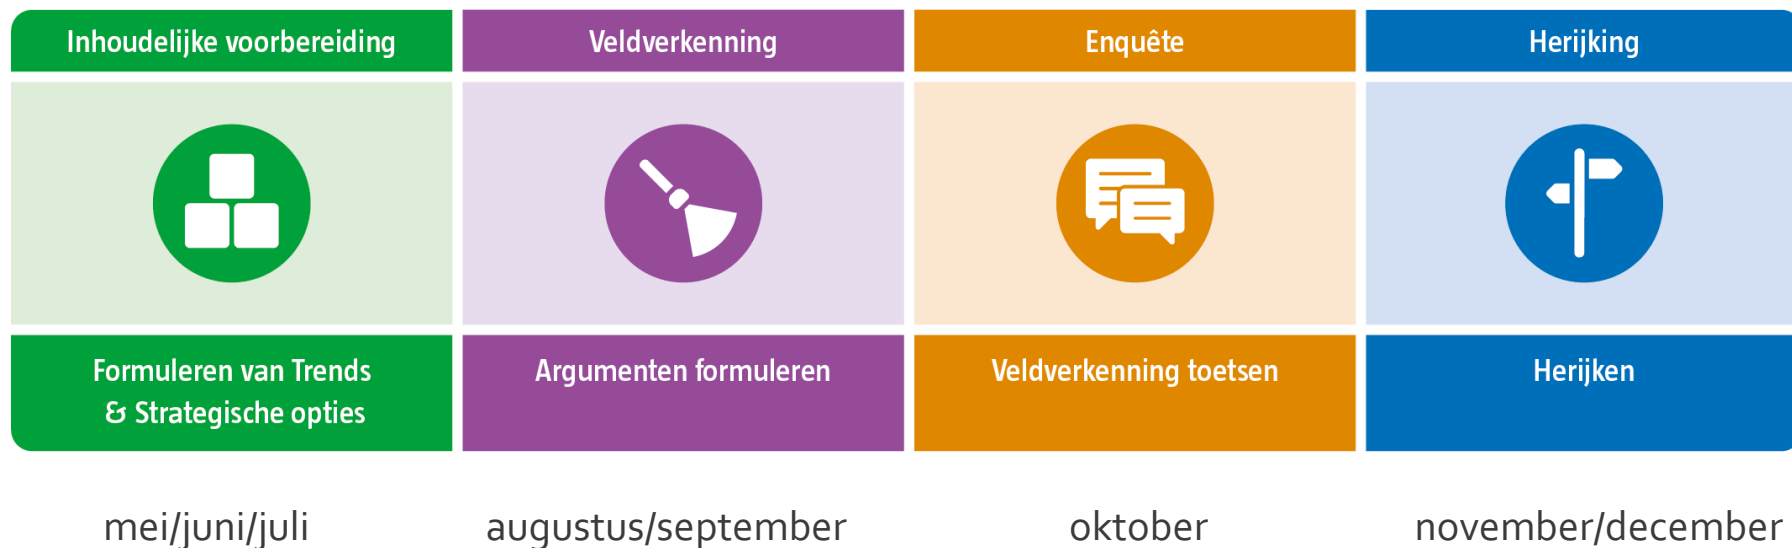 Inhoudelijke voorbereiding
Veldverkenning
Enquête
Herijking
Formuleren van Trends
& Strategische opties
Argumenten formuleren
Veldverkenning toetsen
Herijken
mei/juni/juli
augustus/september
oktober
november/december